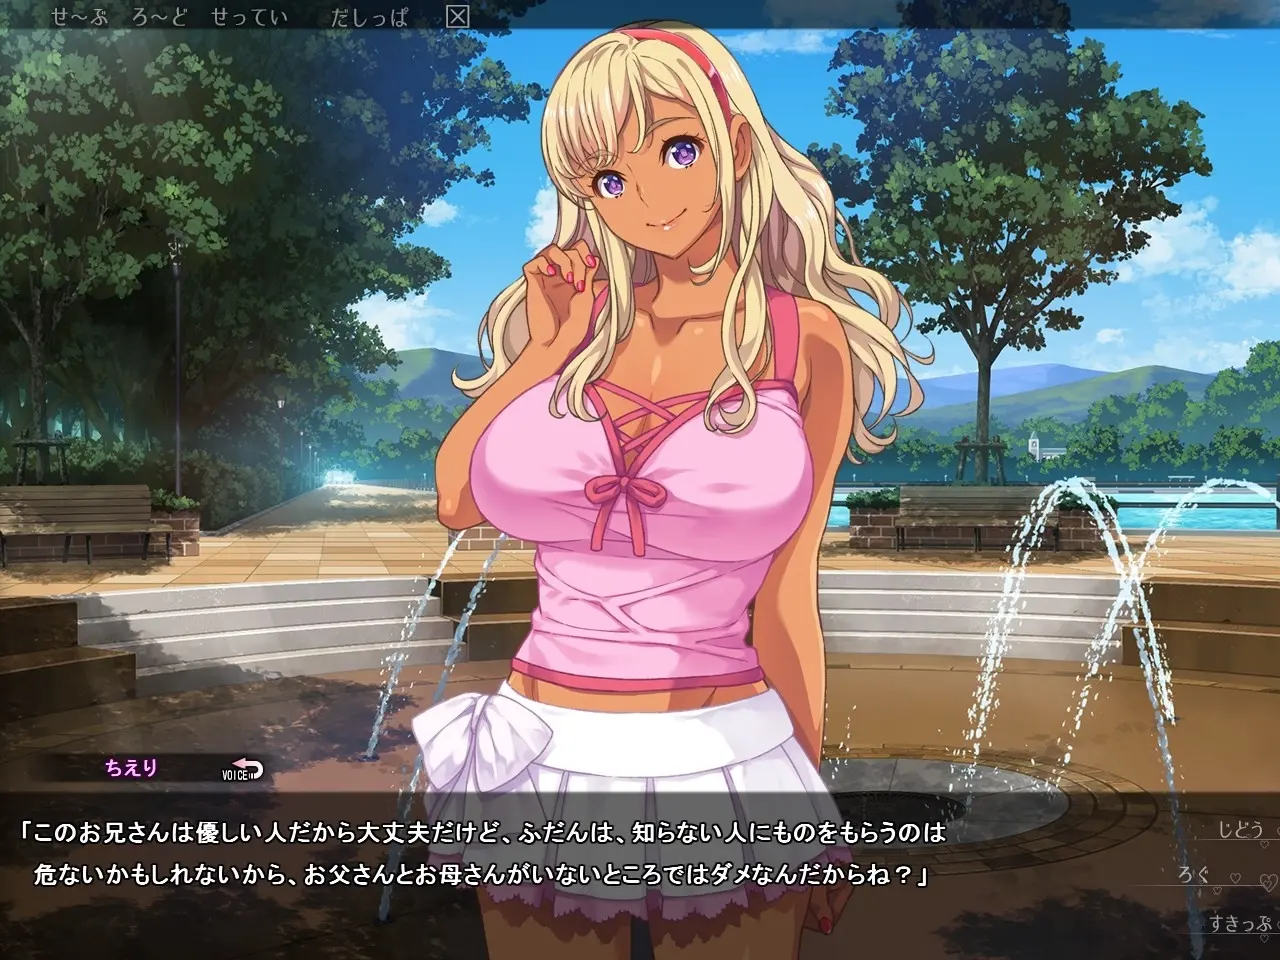 せ～ぶ ろ～ど せってい だしっぱ
ちえり
VOICE
「このお兄さんは優しい人だから大丈夫だけど、ふだんは、知らない人にものをもらうのは
危ないかもしれないから、お父さんとお母さんがいないところではダメなんだからね？」
じどう
ろぐ
すきっぷ